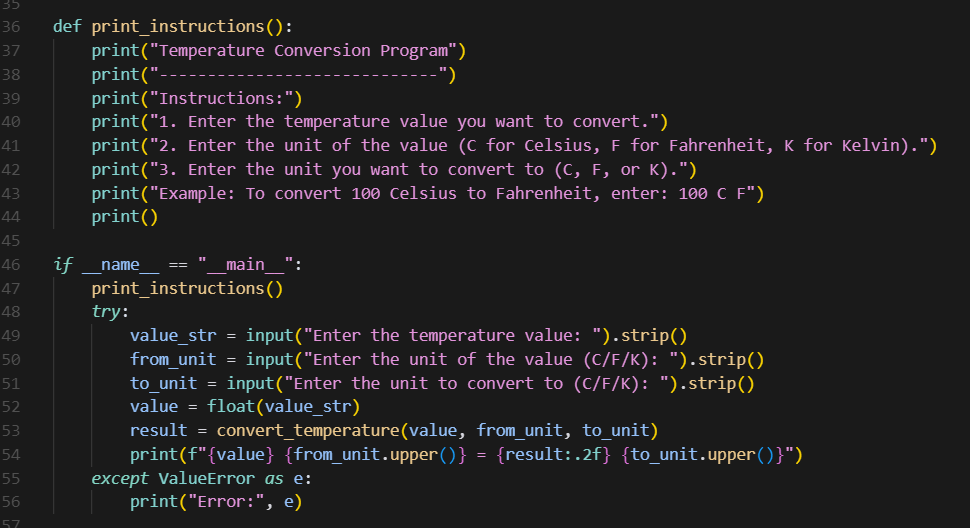 35
36 def print_instructions():
37     print("Temperature Conversion Program")
38     print("-----------------------------")
39     print("Instructions:")
40     print("1. Enter the temperature value you want to convert.")
41     print("2. Enter the unit of the value (C for Celsius, F for Fahrenheit, K for Kelvin).")
42     print("3. Enter the unit you want to convert to (C, F, or K).")
43     print("Example: To convert 100 Celsius to Fahrenheit, enter: 100 C F")
44     print()
45
46 if __name__ == "__main__":
47     print_instructions()
48     try:
49         value_str = input("Enter the temperature value: ").strip()
50         from_unit = input("Enter the unit of the value (C/F/K): ").strip()
51         to_unit = input("Enter the unit to convert to (C/F/K): ").strip()
52         value = float(value_str)
53         result = convert_temperature(value, from_unit, to_unit)
54         print(f"{value} {from_unit.upper()} = {result:.2f} {to_unit.upper()}")
55     except ValueError as e:
56         print("Error:", e)
57